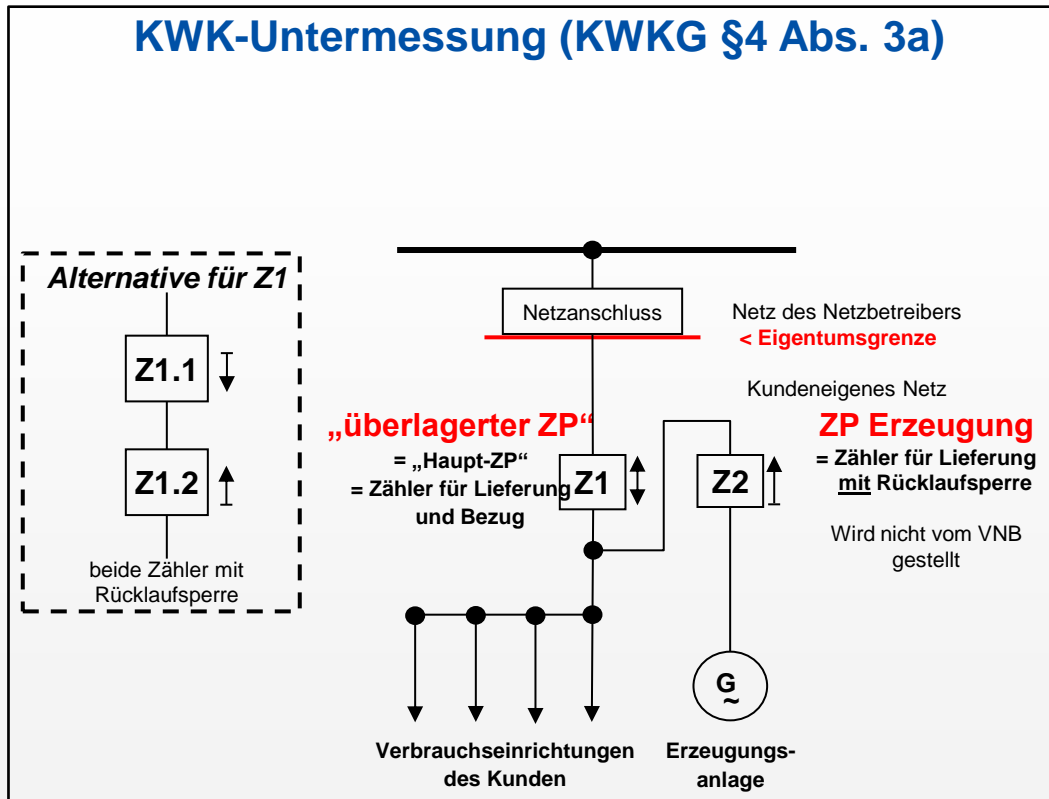 KWK-Untermessung (KWKG §4 Abs. 3a)
Alternative für Z1
Z1.1
Z1.2
beide Zähler mit
Rücklaufsperre
Netzanschluss
Netz des Netzbetreibers
< Eigentumsgrenze
Kundeneigenes Netz
„überlagerter ZP“
= „Haupt-ZP“
= Zähler für Lieferung
und Bezug
Z1
Z2
ZP Erzeugung
= Zähler für Lieferung
mit Rücklaufsperre
Wird nicht vom VNB
gestellt
G
~
Verbrauchseinrichtungen
des Kunden
Erzeugungs-
anlage